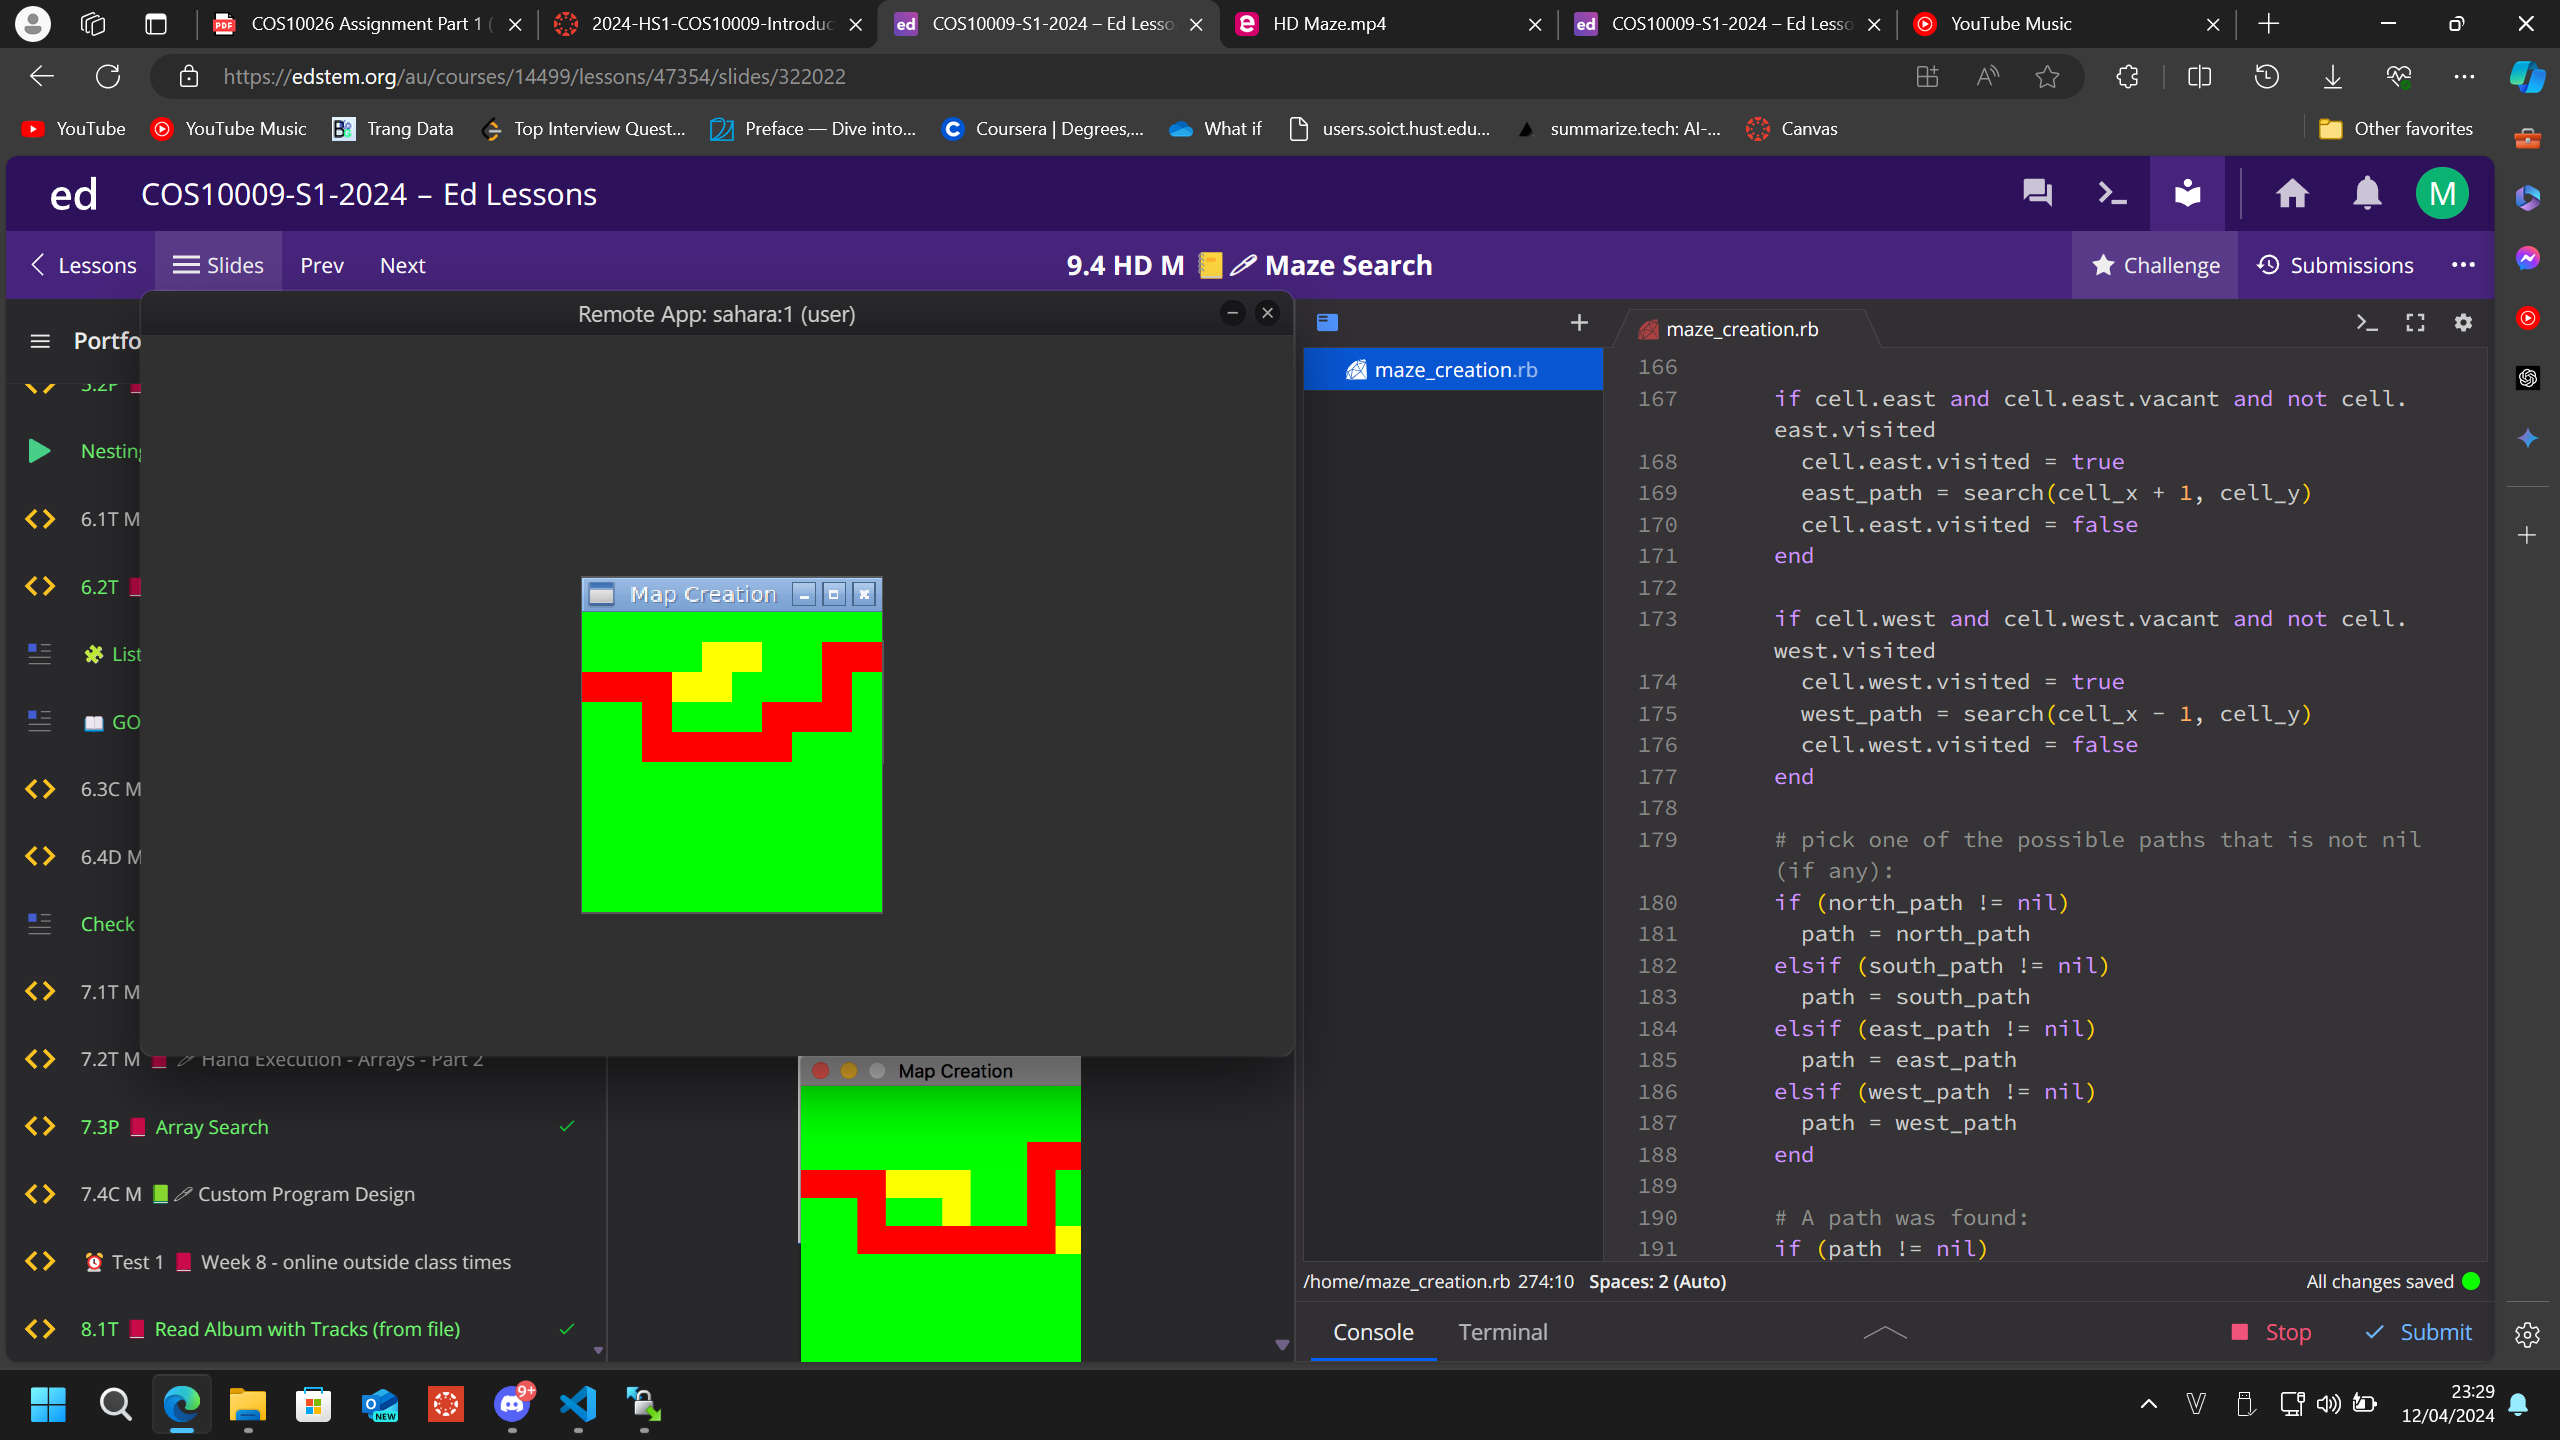 COS10026 Assignment Part 1 (
2024-HS1-COS10009-Introduc
COS10009-S1-2024 – Ed Lesso
HD Maze.mp4
COS10009-S1-2024 – Ed Lesso
YouTube Music
https://edstem.org/au/courses/14499/lessons/47354/slides/322022
YouTube
YouTube Music
Trang Data
Top Interview Quest...
Preface — Dive into...
Coursera | Degrees,...
What if
users.soict.hust.edu...
summarize.tech: AI-...
Canvas
Other favorites
ed COS10009-S1-2024 – Ed Lessons
M
Lessons
Slides
Prev
Next
9.4 HD M 📒🖊 Maze Search
Challenge
Submissions
Portfo
5.2P
Nesting
6.1T M
6.2T
🧩 List
📖 GO
6.3C M
6.4D M
Check
7.1T M
7.2T M 📕🖊 Hand Execution - Arrays - Part 2
7.3P 📕 Array Search
7.4C M 📗🖊 Custom Program Design
⏰ Test 1 📕 Week 8 - online outside class times
8.1T 📕 Read Album with Tracks (from file)
Remote App: sahara:1 (user)
Map Creation
Map Creation
maze_creation.rb
maze_creation.rb
166
167 if cell.east and cell.east.vacant and not cell.
east.visited
168 cell.east.visited = true
169 east_path = search(cell_x + 1, cell_y)
170 cell.east.visited = false
171 end
172
173 if cell.west and cell.west.vacant and not cell.
west.visited
174 cell.west.visited = true
175 west_path = search(cell_x - 1, cell_y)
176 cell.west.visited = false
177 end
178
179 # pick one of the possible paths that is not nil
(if any):
180 if (north_path != nil)
181 path = north_path
182 elsif (south_path != nil)
183 path = south_path
184 elsif (east_path != nil)
185 path = east_path
186 elsif (west_path != nil)
187 path = west_path
188 end
189
190 # A path was found:
191 if (path != nil)
/home/maze_creation.rb 274:10 Spaces: 2 (Auto)
All changes saved
Console
Terminal
Stop
Submit
NEW
9+
23:29
12/04/2024